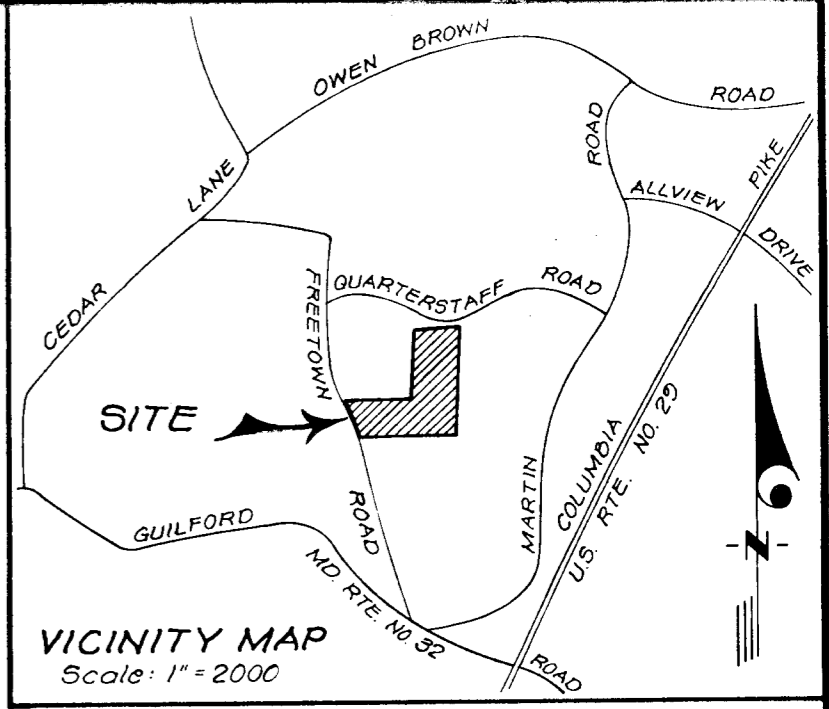 OWEN BROWN ROAD
ROAD
PIKE
LANE
ALLVIEW DRIVE
CEDAR
FREETOWN
QUARTERSTAFF ROAD
SITE
COLUMBIA
U.S. RTE. NO. 29
MARTIN
ROAD
GUILFORD
MD. RTE. NO. 32
ROAD
N
VICINITY MAP
Scale: 1" = 2000